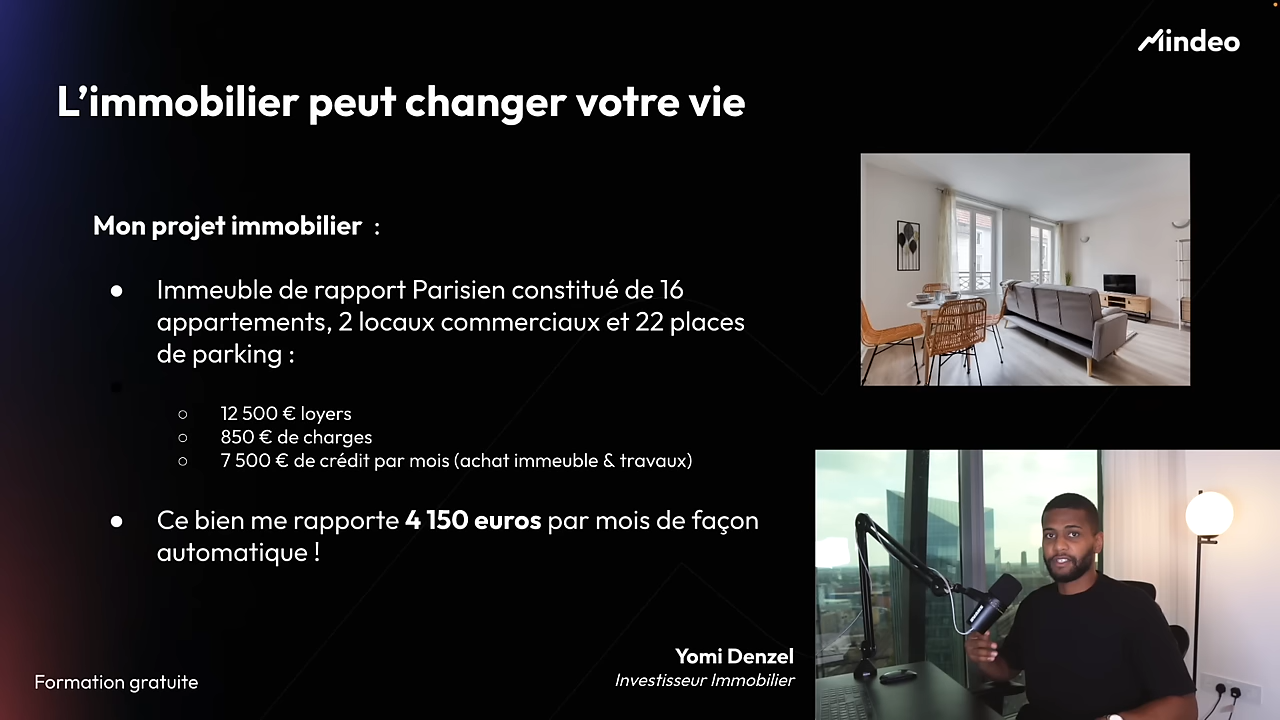 Mindeo
L’immobilier peut changer votre vie
Mon projet immobilier :
● Immeuble de rapport Parisien constitué de 16
appartements, 2 locaux commerciaux et 22 places
de parking :
○ 12 500 € loyers
○ 850 € de charges
○ 7 500 € de crédit par mois (achat immeuble & travaux)
● Ce bien me rapporte 4 150 euros par mois de façon
automatique !
Yomi Denzel
Investisseur Immobilier
Formation gratuite